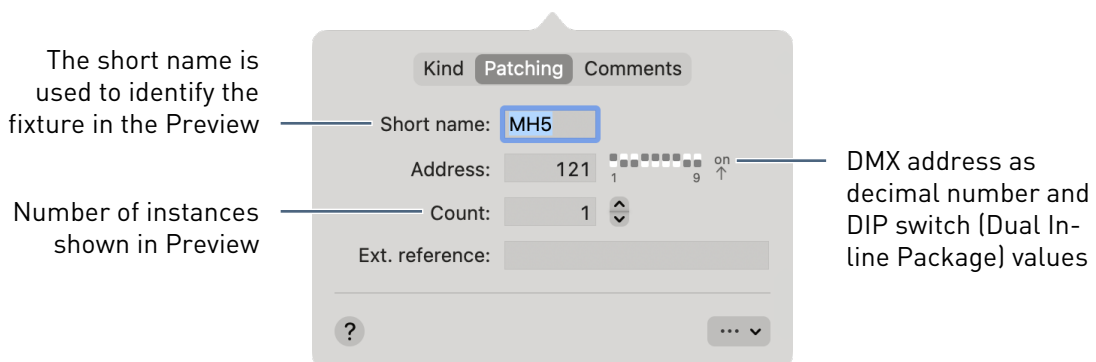 The short name is
used to identify the
fixture in the Preview
Kind Patching Comments
Short name: MH5
Address: 121
1 9
on
DMX address as
decimal number and
DIP switch (Dual In-
line Package) values
Number of instances
shown in Preview
Count: 1
Ext. reference:
?